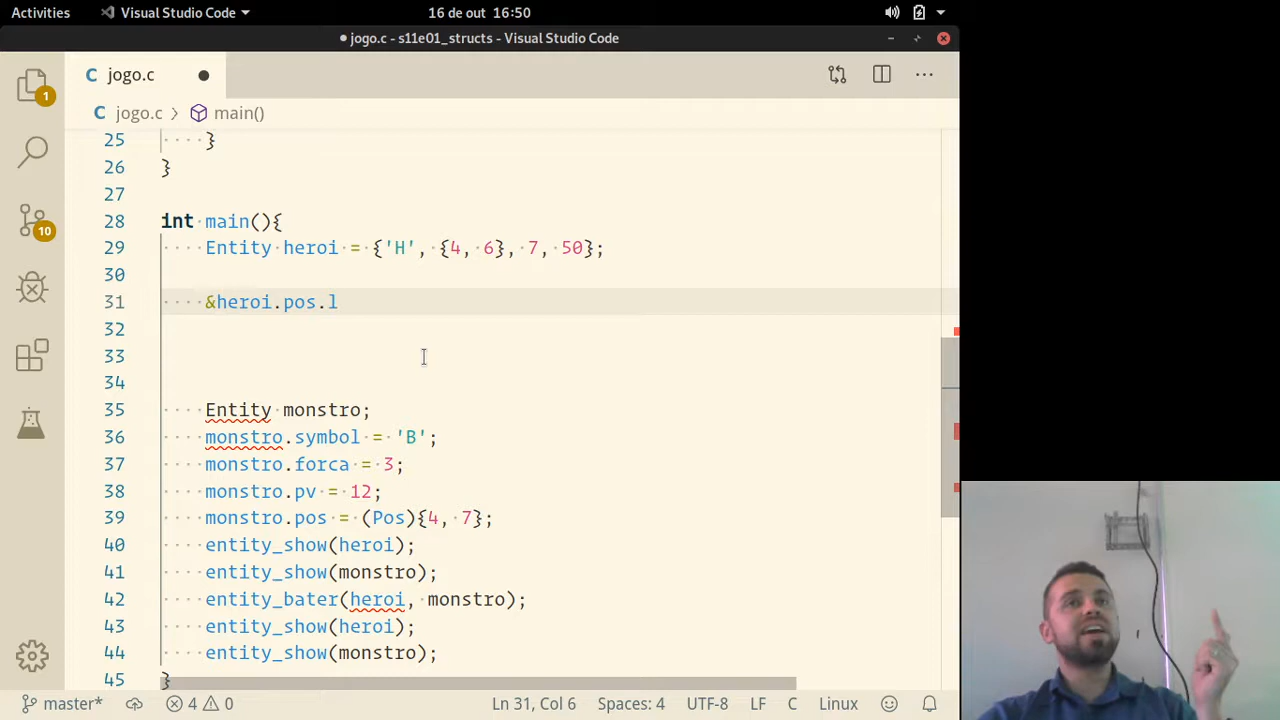 Activities Visual Studio Code 16 de out 16:50
● jogo.c - s11e01_structs - Visual Studio Code
C jogo.c ●
C jogo.c > main()
1
10
25 ···· }
26 }
27
28 int·main(){
29 ····Entity·heroi·=·{'H',·{4,·6},·7,·50};
30
31 ····&heroi.pos.l
32
33
34
35 ····Entity·monstro;
36 ····monstro.symbol·=·'B';
37 ····monstro.forca·=·3;
38 ····monstro.pv·=·12;
39 ····monstro.pos·=·(Pos){4,·7};
40 ····entity_show(heroi);
41 ····entity_show(monstro);
42 ····entity_bater(heroi,·monstro);
43 ····entity_show(heroi);
44 ····entity_show(monstro);
45 }
master* 4 0 Ln 31, Col 6 Spaces: 4 UTF-8 LF C Linux